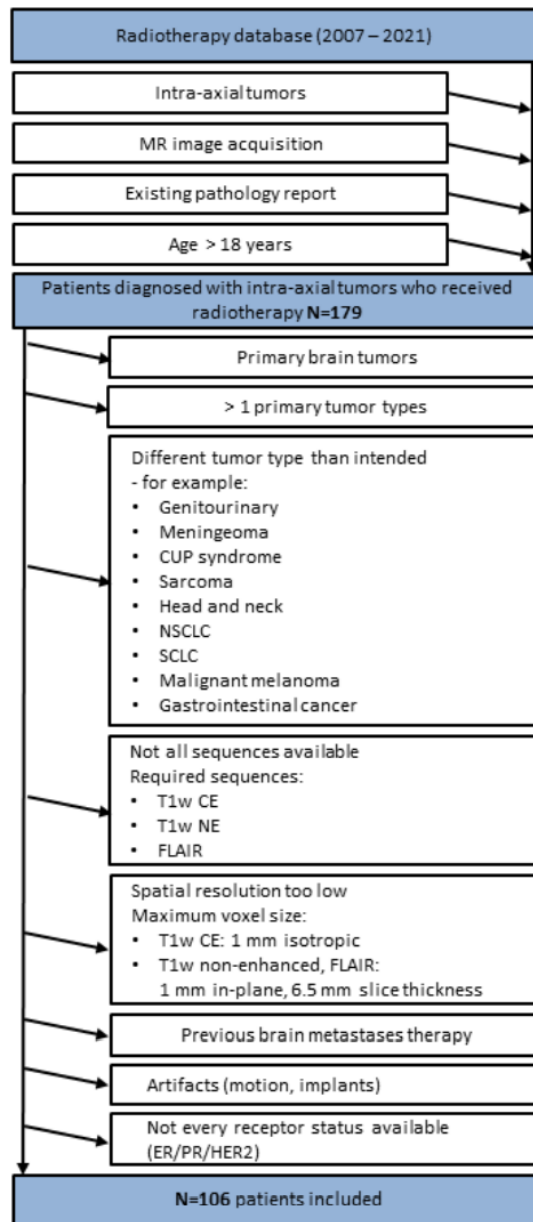 Radiotherapy database (2007 – 2021)
Intra-axial tumors
MR image acquisition
Existing pathology report
Age > 18 years
Patients diagnosed with intra-axial tumors who received
radiotherapy N=179
Primary brain tumors
> 1 primary tumor types
Different tumor type than intended
- for example:
• Genitourinary
• Meningeoma
• CUP syndrome
• Sarcoma
• Head and neck
• NSCLC
• SCLC
• Malignant melanoma
• Gastrointestinal cancer
Not all sequences available
Required sequences:
• T1w CE
• T1w NE
• FLAIR
Spatial resolution too low
Maximum voxel size:
• T1w CE: 1 mm isotropic
• T1w non-enhanced, FLAIR:
1 mm in-plane, 6.5 mm slice thickness
Previous brain metastases therapy
Artifacts (motion, implants)
Not every receptor status available
(ER/PR/HER2)
N=106 patients included